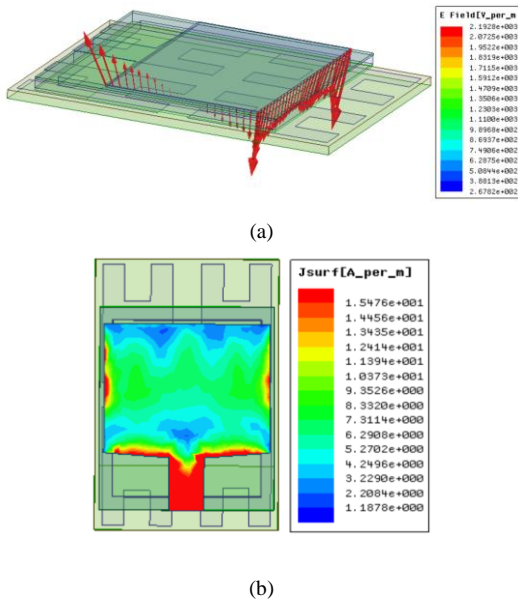 E Field[V_per_m
2.1928e+003
2.0725e+003
1.9522e+003
1.8319e+003
1.7115e+003
1.5912e+003
1.4709e+003
1.3506e+003
1.2303e+003
1.1100e+003
9.8968e+002
8.6937e+002
7.4906e+002
6.2875e+002
5.0844e+002
3.8813e+002
2.6782e+002
(a)
Jsurf[A_per_m]
1.5476e+001
1.4456e+001
1.3435e+001
1.2414e+001
1.1394e+001
1.0373e+001
9.3526e+000
8.3320e+000
7.3114e+000
6.2908e+000
5.2702e+000
4.2496e+000
3.2290e+000
2.2084e+000
1.1878e+000
(b)